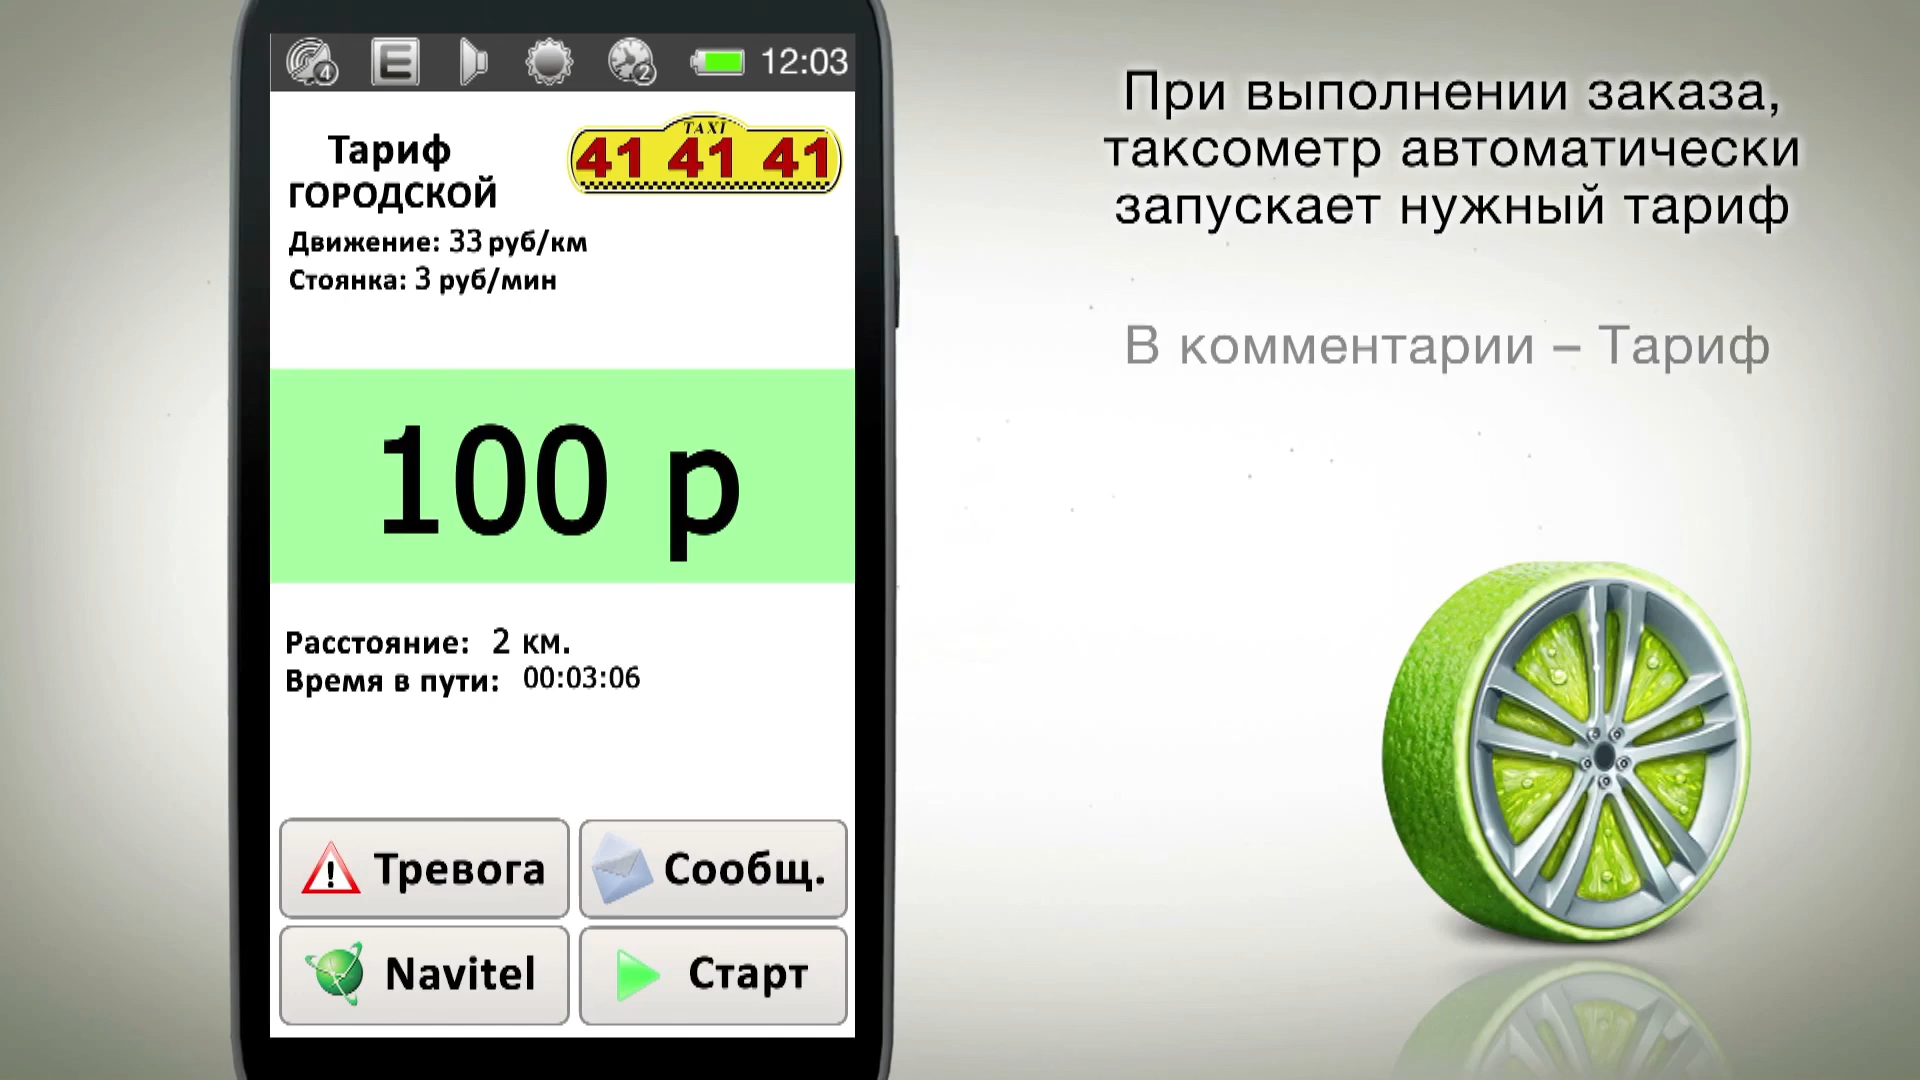 4 E 2 12:03
Тариф
ГОРОДСКОЙ
TAXI
41 41 41
Движение: 33 руб/км
Стоянка: 3 руб/мин
100 р
Расстояние: 2 км.
Время в пути: 00:03:06
Тревога
Сообщ.
Navitel
Старт
При выполнении заказа,
таксометр автоматически
запускает нужный тариф
В комментарии – Тариф